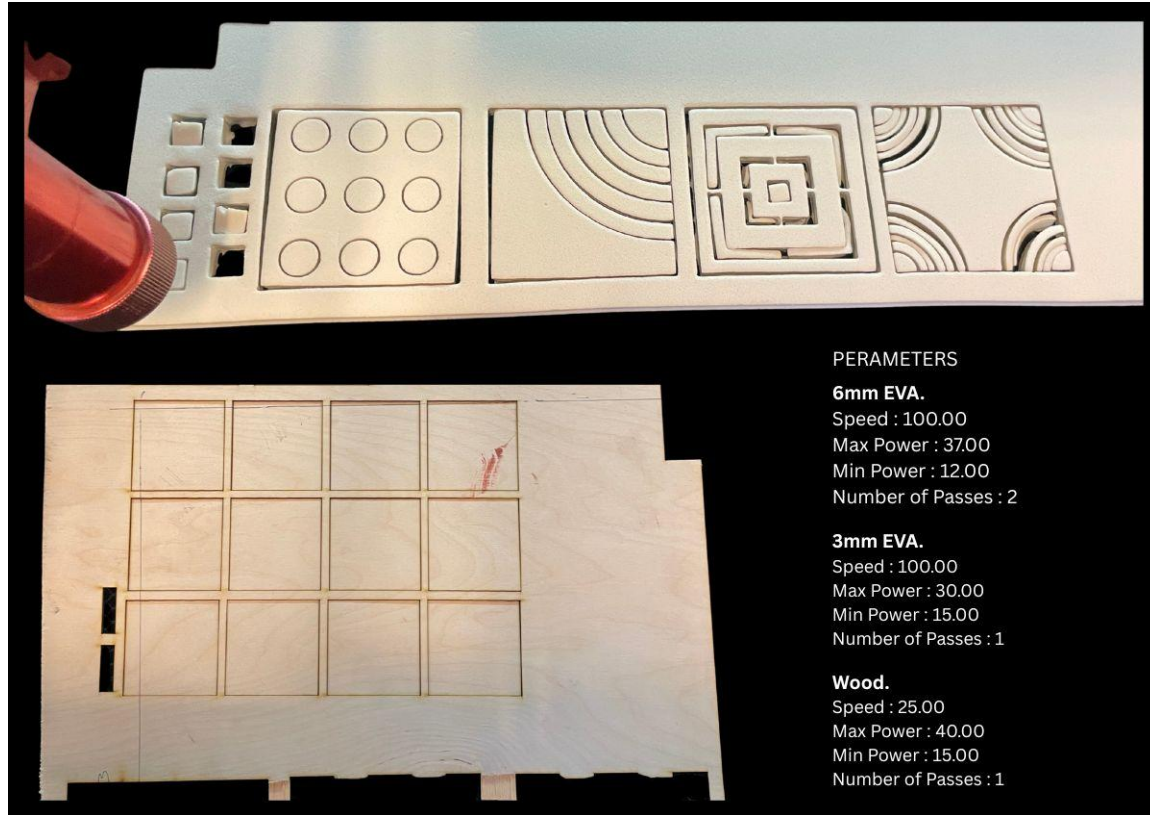 PERAMETERS
6mm EVA.
Speed : 100.00
Max Power : 37.00
Min Power : 12.00
Number of Passes : 2
3mm EVA.
Speed : 100.00
Max Power : 30.00
Min Power : 15.00
Number of Passes : 1
Wood.
Speed : 25.00
Max Power : 40.00
Min Power : 15.00
Number of Passes : 1